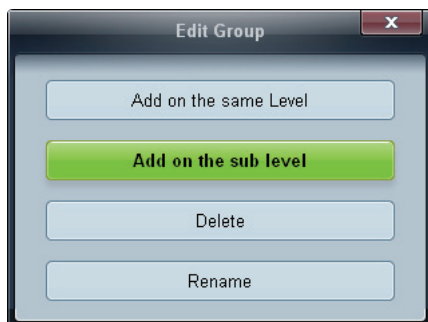 Edit Group
x
Add on the same Level
Add on the sub level
Delete
Rename